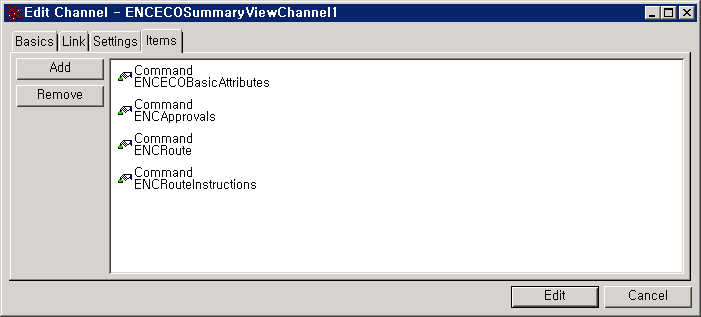 Edit Channel - ENCECOSummaryViewChannel1
Basics Link Settings Items
Add
Remove
Command
ENCECOBasicAttributes
Command
ENCApprovals
Command
ENCRoute
Command
ENCRouteInstructions
Edit Cancel